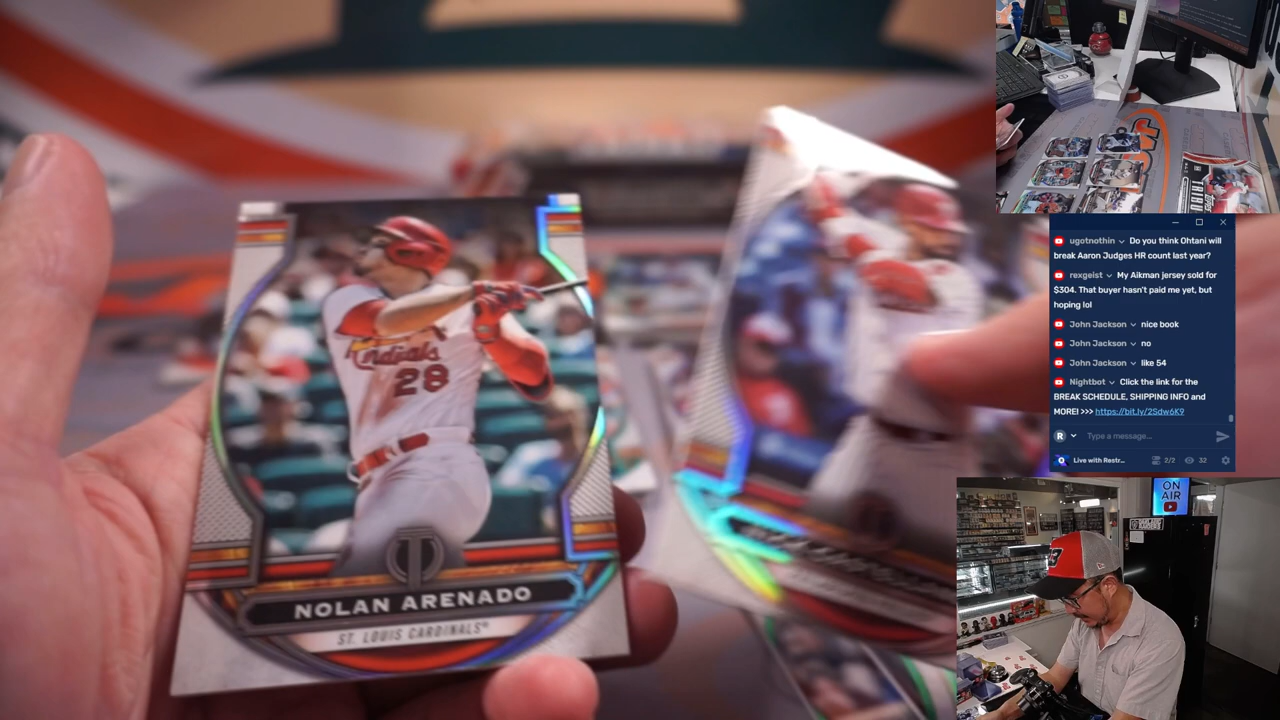 Cardinals
28
NOLAN ARENADO
ST. LOUIS CARDINALS®
ugotnothin Do you think Ohtani will
break Aaron Judges HR count last year?
rexgeist My Aikman jersey sold for
$304. That buyer hasn't paid me yet, but
hoping lol
John Jackson nice book
John Jackson no
John Jackson like 54
Nightbot Click the link for the
BREAK SCHEDULE, SHIPPING INFO and
MORE! >>> https://bit.ly/2Sdw6K9
R Type a message...
Live with Restr... 2/2 32
ON
AIR